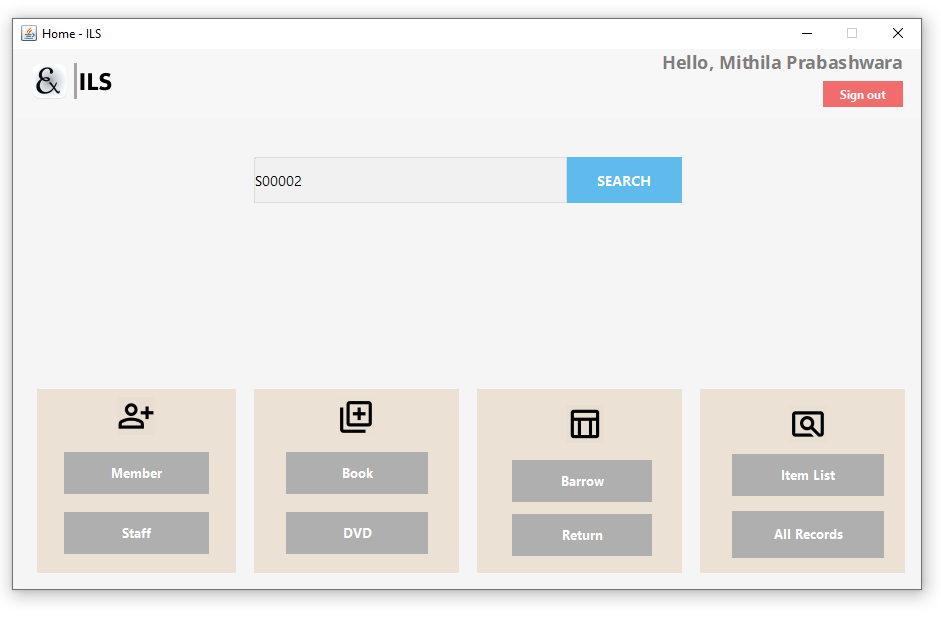 Home - ILS
Hello, Mithila Prabashwara
& ILS
Sign out
S00002 SEARCH
Member Book Barrow Item List
Staff DVD Return All Records